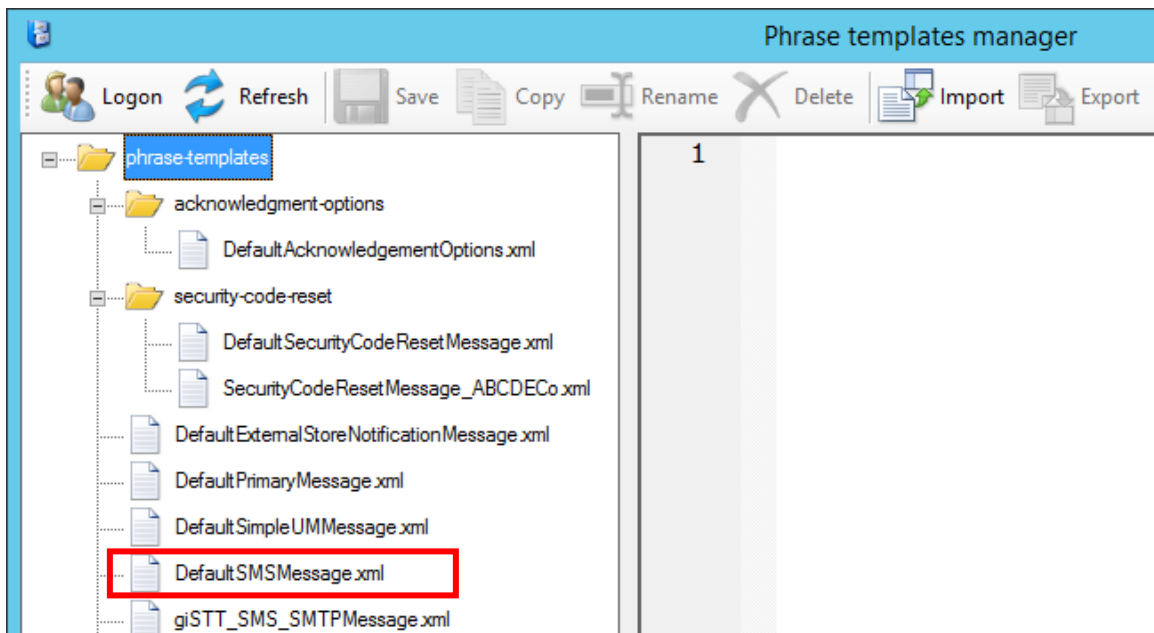 Phrase templates manager
Logon Refresh Save Copy Rename Delete Import Export
phrase-templates
1
acknowledgment-options
DefaultAcknowledgementOptions.xml
security-code-reset
DefaultSecurityCodeResetMessage.xml
SecurityCodeResetMessage_ABCDECo.xml
DefaultExternalStoreNotificationMessage.xml
DefaultPrimaryMessage.xml
DefaultSimpleUMMessage.xml
DefaultSMSMessage.xml
giSTT_SMS_SMTPMessage.xml